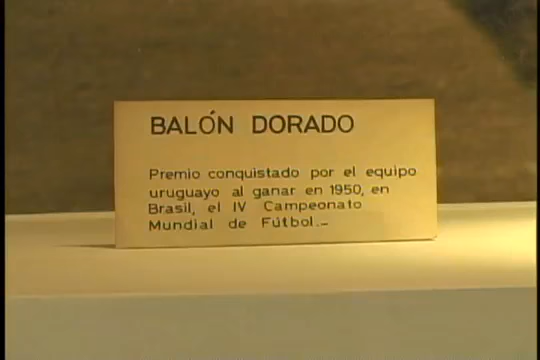 BALÓN DORADO
Premio conquistado por el equipo
uruguayo al ganar en 1950, en
Brasil, el IV Campeonato
Mundial de Fútbol.-